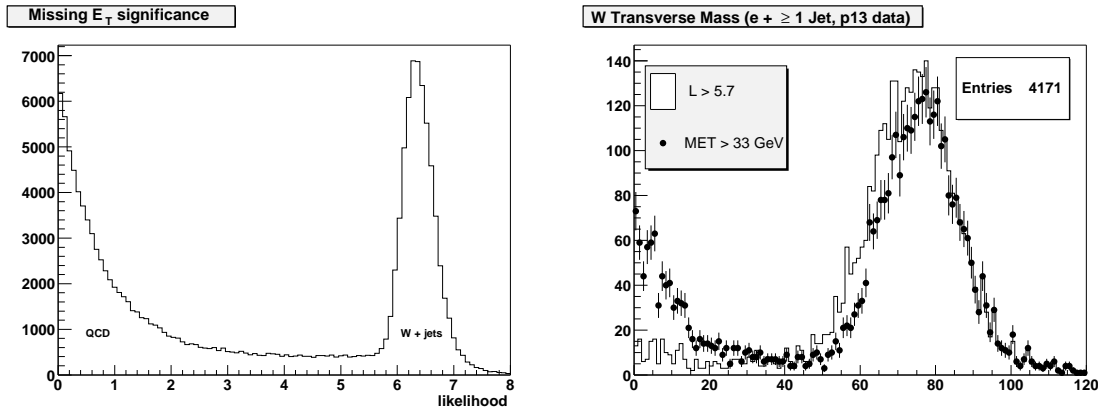 Missing E_T significance
7000
6000
5000
4000
3000
2000
1000
0
QCD
W + jets
0 1 2 3 4 5 6 7 8
likelihood
W Transverse Mass (e + ≥ 1 Jet, p13 data)
140
120
100
80
60
40
20
0
L > 5.7
MET > 33 GeV
Entries 4171
0 20 40 60 80 100 120